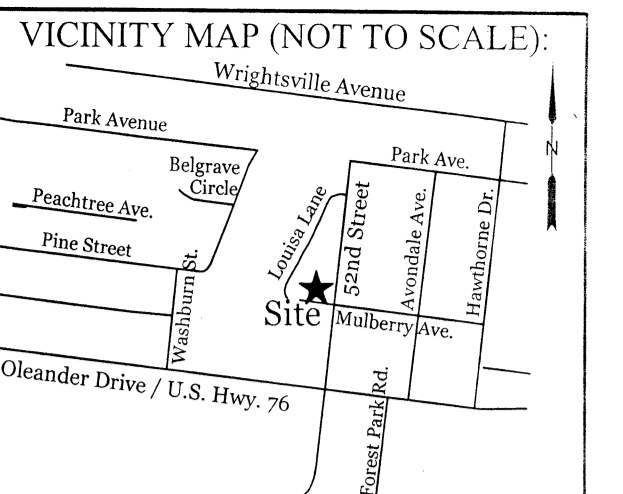 VICINITY MAP (NOT TO SCALE):
Wrightsville Avenue
Park Avenue
N
Park Ave.
Belgrave
Circle
Peachtree Ave.
Louisa Lane
52nd Street
Avondale Ave.
Hawthorne Dr.
Pine Street
Washburn St.
Site
Mulberry Ave.
Oleander Drive / U.S. Hwy. 76
Forest Park Rd.